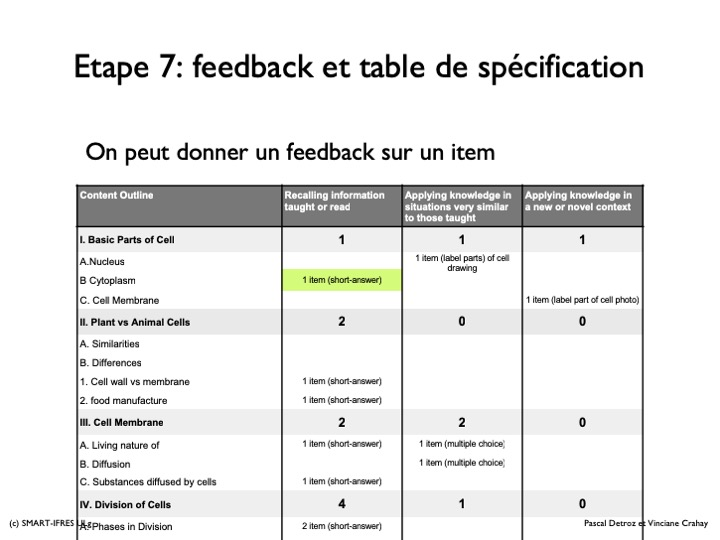 Etape 7: feedback et table de spécification
On peut donner un feedback sur un item
Content Outline
Recalling information
taught or read
Applying knowledge in
situations very similar
to those taught
Applying knowledge in
a new or novel context
I. Basic Parts of Cell 1 1 1
A.Nucleus
1 item (label parts) of cell
drawing
B Cytoplasm 1 item (short-answer)
C. Cell Membrane 1 item (label part of cell photo)
II. Plant vs Animal Cells 2 0 0
A. Similarities
B. Differences
1. Cell wall vs membrane 1 item (short-answer)
2. food manufacture 1 item (short-answer)
III. Cell Membrane 2 2 0
A. Living nature of 1 item (short-answer) 1 item (multiple choice)
B. Diffusion 1 item (multiple choice)
C. Substances diffused by cells 1 item (short-answer)
IV. Division of Cells 4 1 0
A. Phases in Division 2 item (short-answer)
(c) SMART-IFRES
Pascal Detroz et Vinciane Crahay